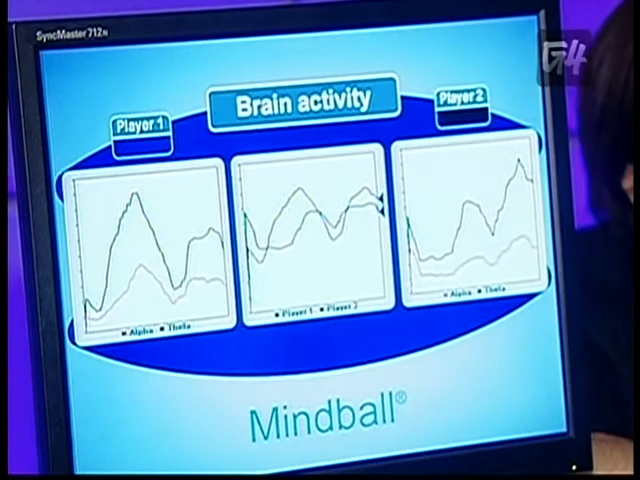 SyncMaster 712N
G4
Brain activity
Player 1
Player 2
Alpha Theta
Player 1 Player 2
Alpha Theta
Mindball®